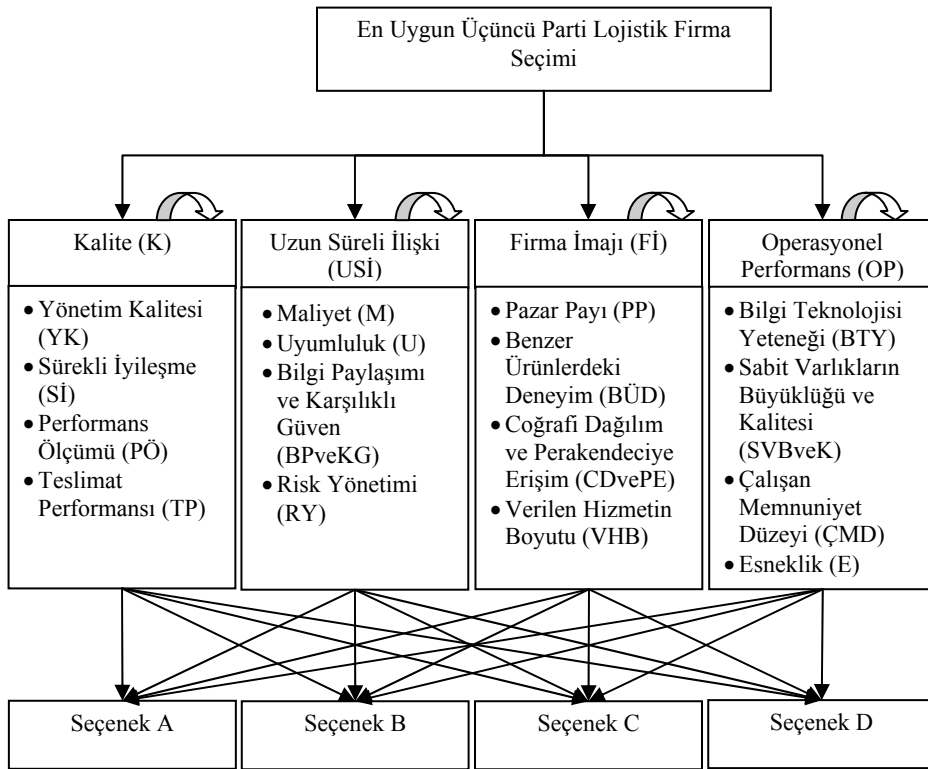 En Uygun Üçüncü Parti Lojistik Firma
Seçimi
Kalite (K)
• Yönetim Kalitesi
(YK)
• Sürekli İyileşme
(Sİ)
• Performans
Ölçümü (PÖ)
• Teslimat
Performansı (TP)
Uzun Süreli İlişki
(USİ)
• Maliyet (M)
• Uyumluluk (U)
• Bilgi Paylaşımı
ve Karşılıklı
Güven
(BPveKG)
• Risk Yönetimi
(RY)
Firma İmajı (Fİ)
• Pazar Payı (PP)
• Benzer
Ürünlerdeki
Deneyim (BÜD)
• Coğrafi Dağılım
ve Perakendeciye
Erişim (CDvePE)
• Verilen Hizmetin
Boyutu (VHB)
Operasyonel
Performans (OP)
• Bilgi Teknolojisi
Yeteneği (BTY)
• Sabit Varlıkların
Büyüklüğü ve
Kalitesi
(SVBveK)
• Çalışan
Memnuniyet
Düzeyi (ÇMD)
• Esneklik (E)
Seçenek A
Seçenek B
Seçenek C
Seçenek D